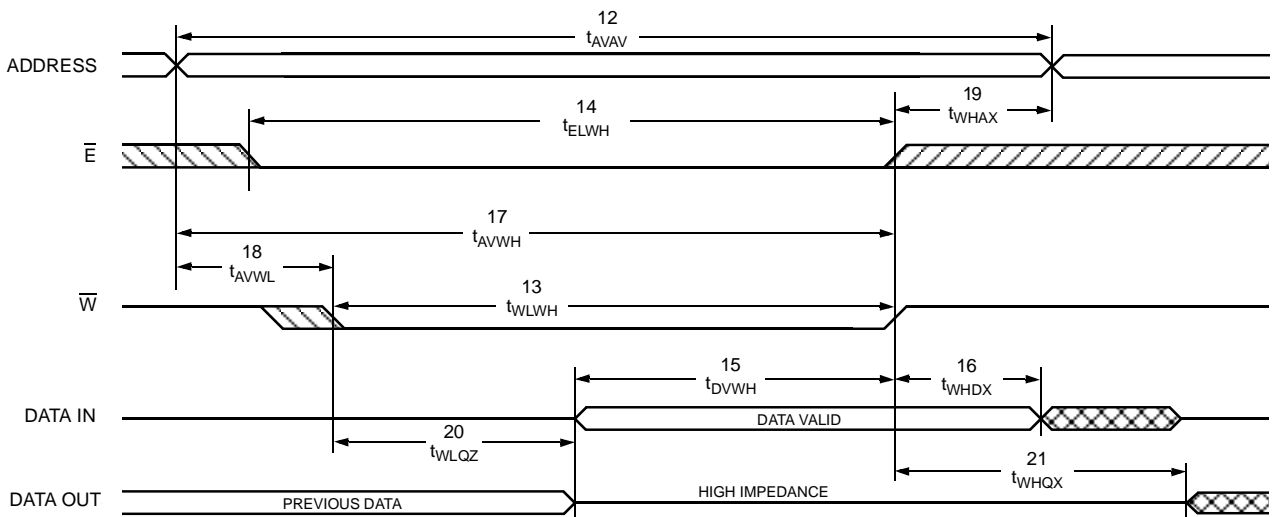 12
tAVAV
ADDRESS
14
tELWH
19
tWHAX
E
17
tAVWH
18
tAVWL
W
13
tWLWH
15
tDVWH
16
tWHDX
DATA IN
DATA VALID
20
tWLQZ
21
tWHQX
DATA OUT
PREVIOUS DATA
HIGH IMPEDANCE